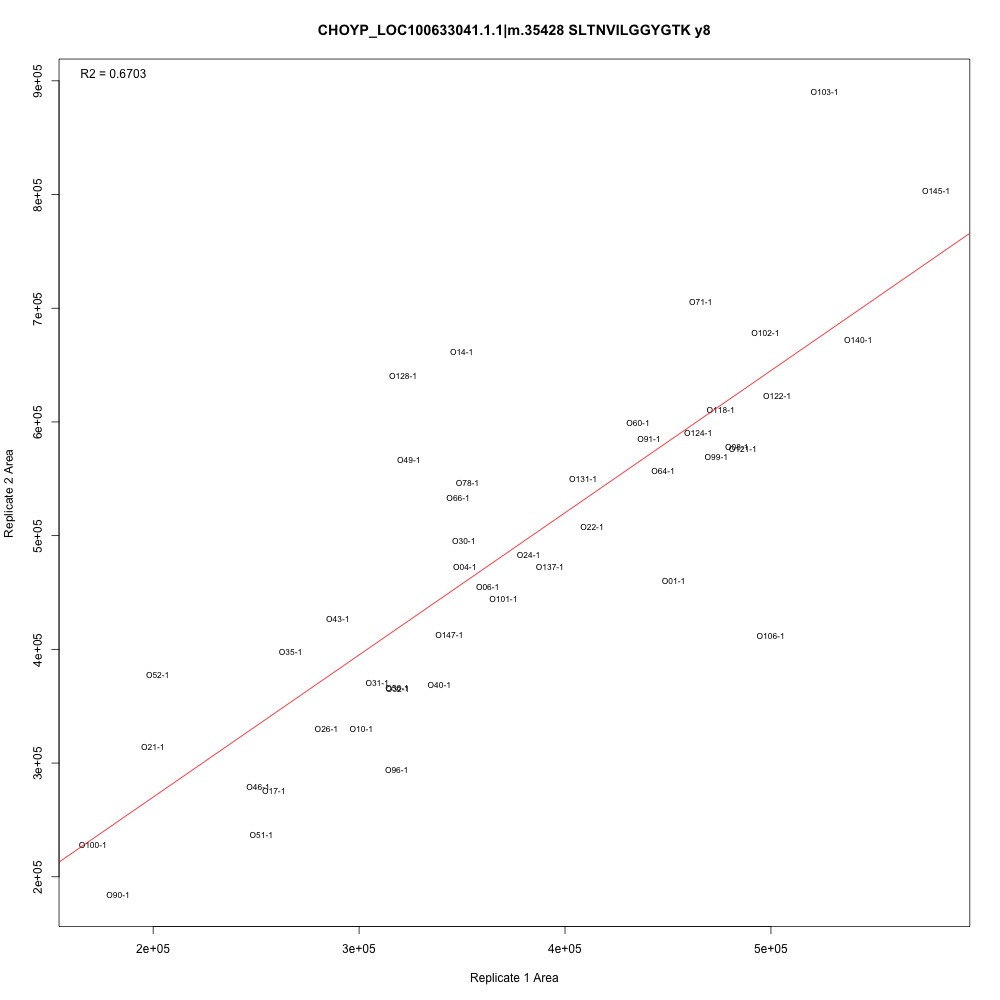 CHOYP_LOC100633041.1.1|m.35428 SLTNVILGGYGTK y8
R2 = 0.6703
9e+05
8e+05
7e+05
6e+05
5e+05
4e+05
3e+05
2e+05
Replicate 2 Area
O103-1
O145-1
O71-1
O102-1
O140-1
O14-1
O128-1
O122-1
O118-1
O60-1
O124-1
O91-1
O121-1
O99-1
O49-1
O64-1
O78-1
O131-1
O66-1
O22-1
O30-1
O24-1
O04-1
O137-1
O01-1
O06-1
O101-1
O43-1
O147-1
O106-1
O35-1
O52-1
O31-1
O40-1
O32-1
O26-1
O10-1
O21-1
O96-1
O46-1
O17-1
O51-1
O100-1
O90-1
2e+05
3e+05
4e+05
5e+05
Replicate 1 Area